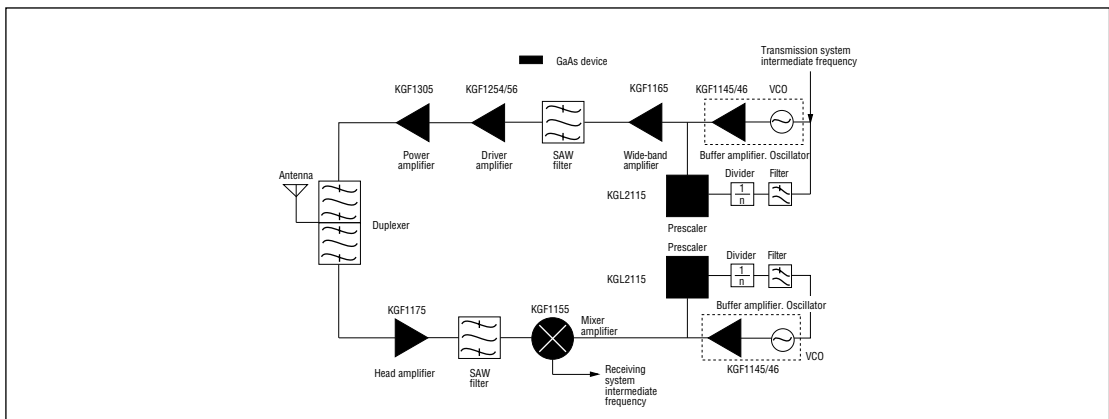 GaAs device
Transmission system
intermediate frequency
KGF1305
KGF1254/56
KGF1165
KGF1145/46
VCO
Power
amplifier
Driver
amplifier
SAW
filter
Wide-band
amplifier
Buffer amplifier. Oscillator
Antenna
Duplexer
KGL2115
Divider
1
n
Filter
Prescaler
Prescaler
KGL2115
Divider
1
n
Filter
KGF1175
KGF1155
Mixer
amplifier
Buffer amplifier. Oscillator
Head amplifier
SAW
filter
Receiving
system
intermediate
frequency
KGF1145/46
VCO